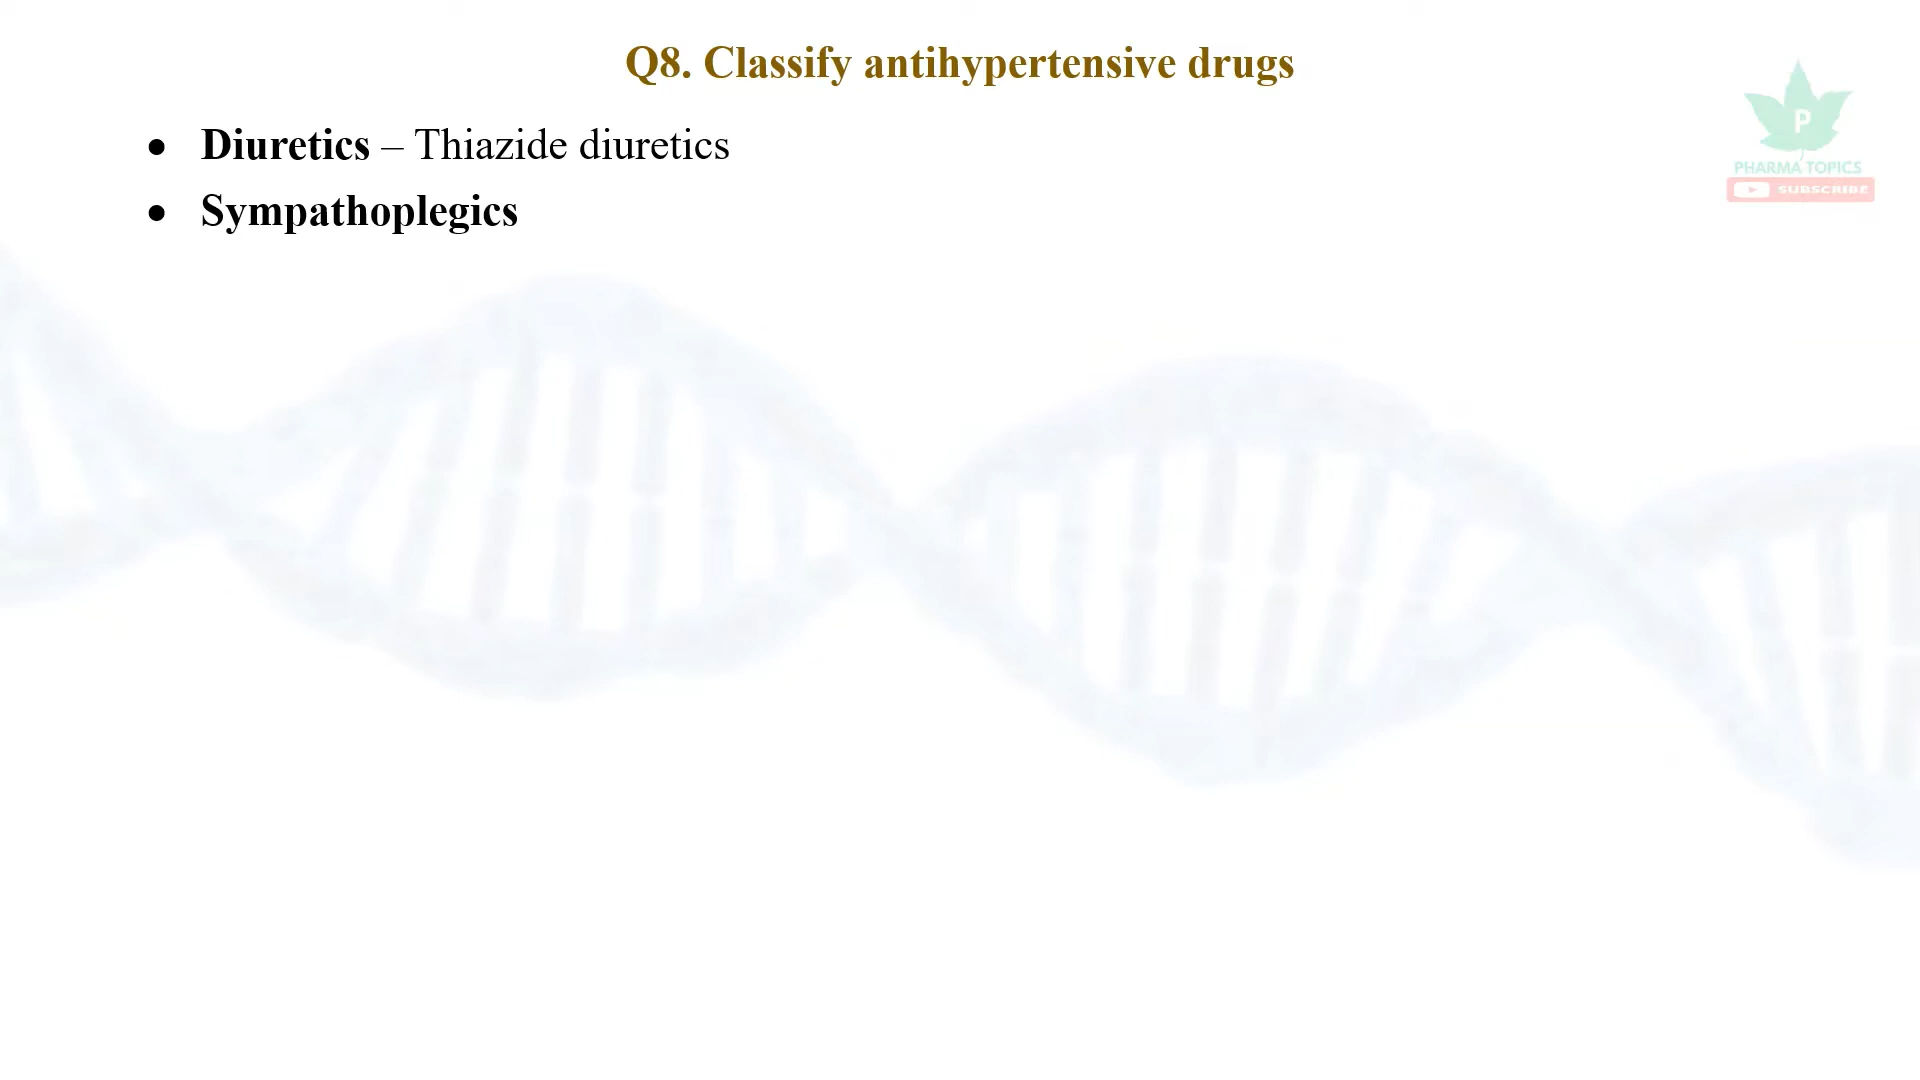 Q8. Classify antihypertensive drugs
• Diuretics – Thiazide diuretics
• Sympathoplegics
P
PHARMA TOPICS
SUBSCRIBE